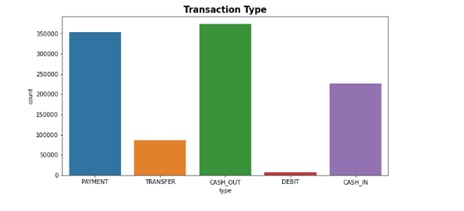 Transaction Type
350000
300000
250000
200000
150000
100000
50000
0
count
PAYMENT TRANSFER CASH_OUT DEBIT CASH_IN
type